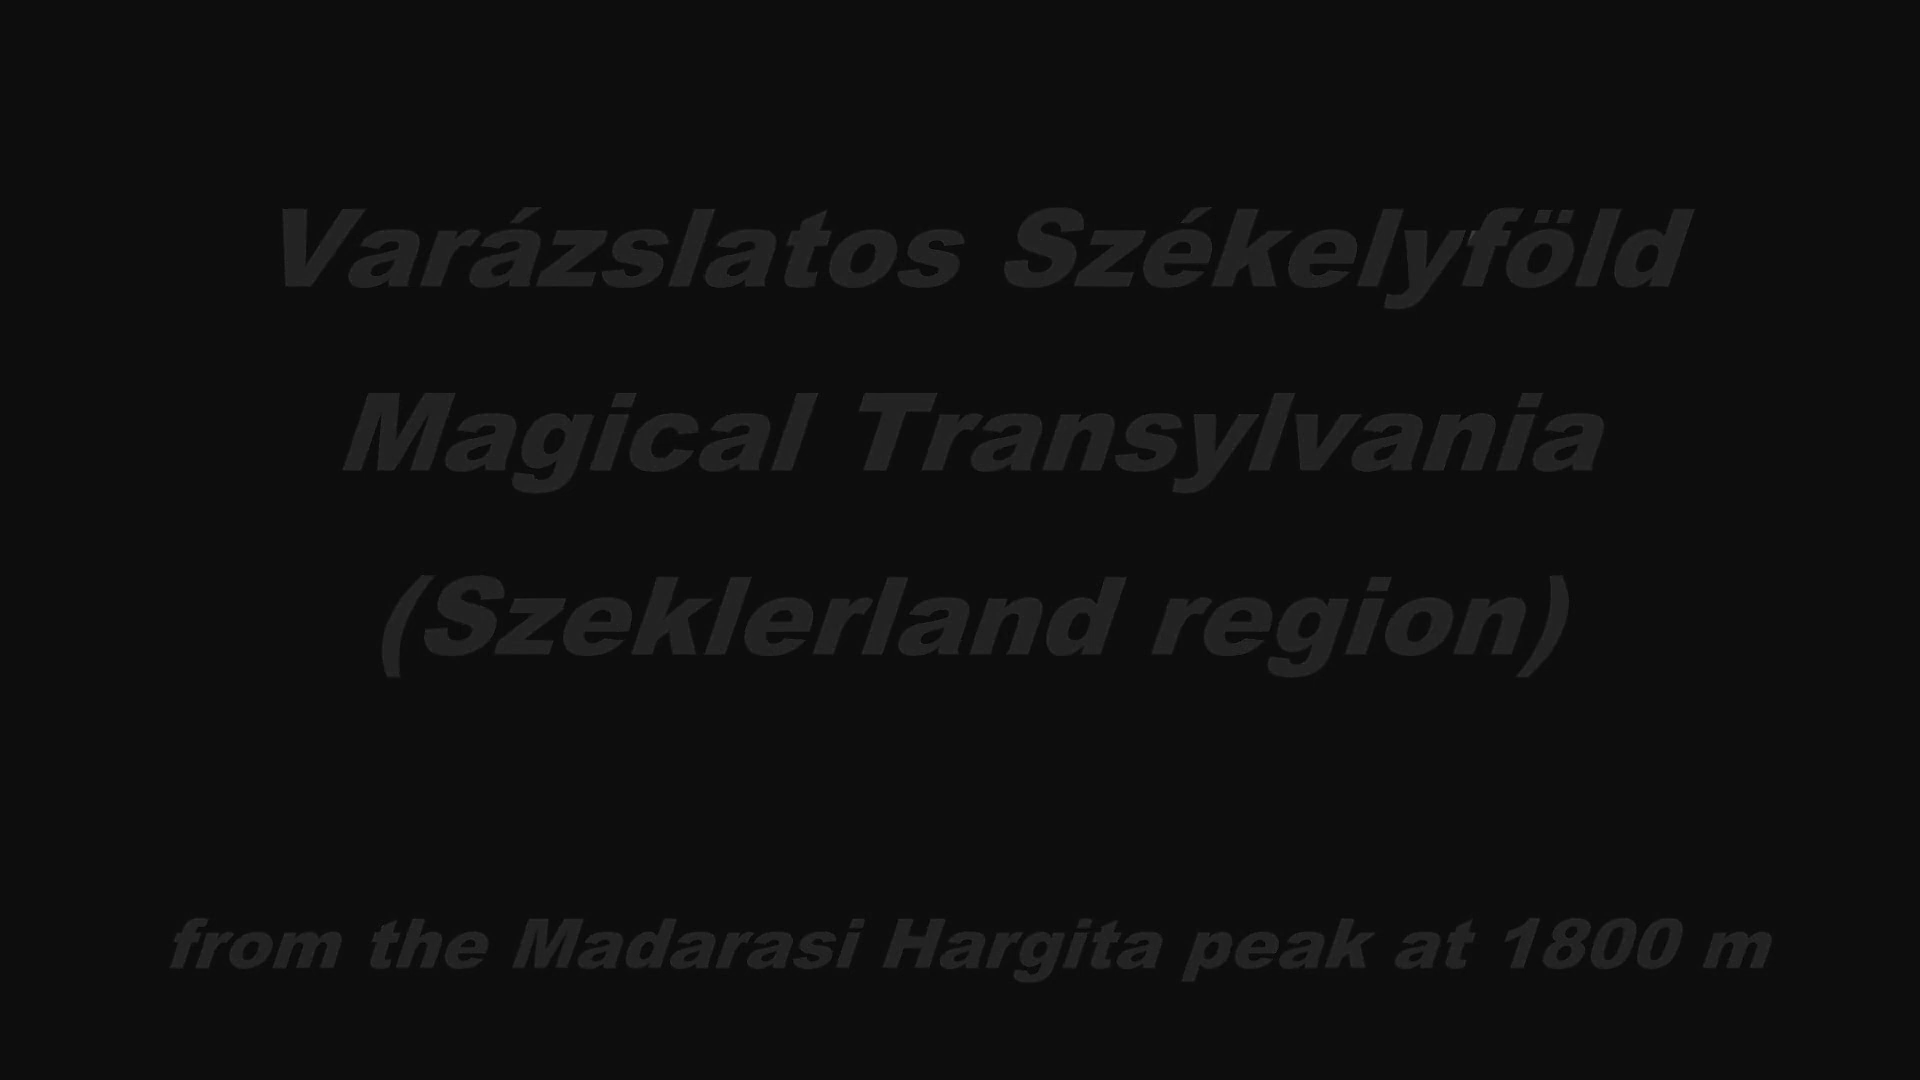 Varázslatos Székelyföld
Magical Transylvania
(Szeklerland region)
from the Madarasi Hargita peak at 1800 m